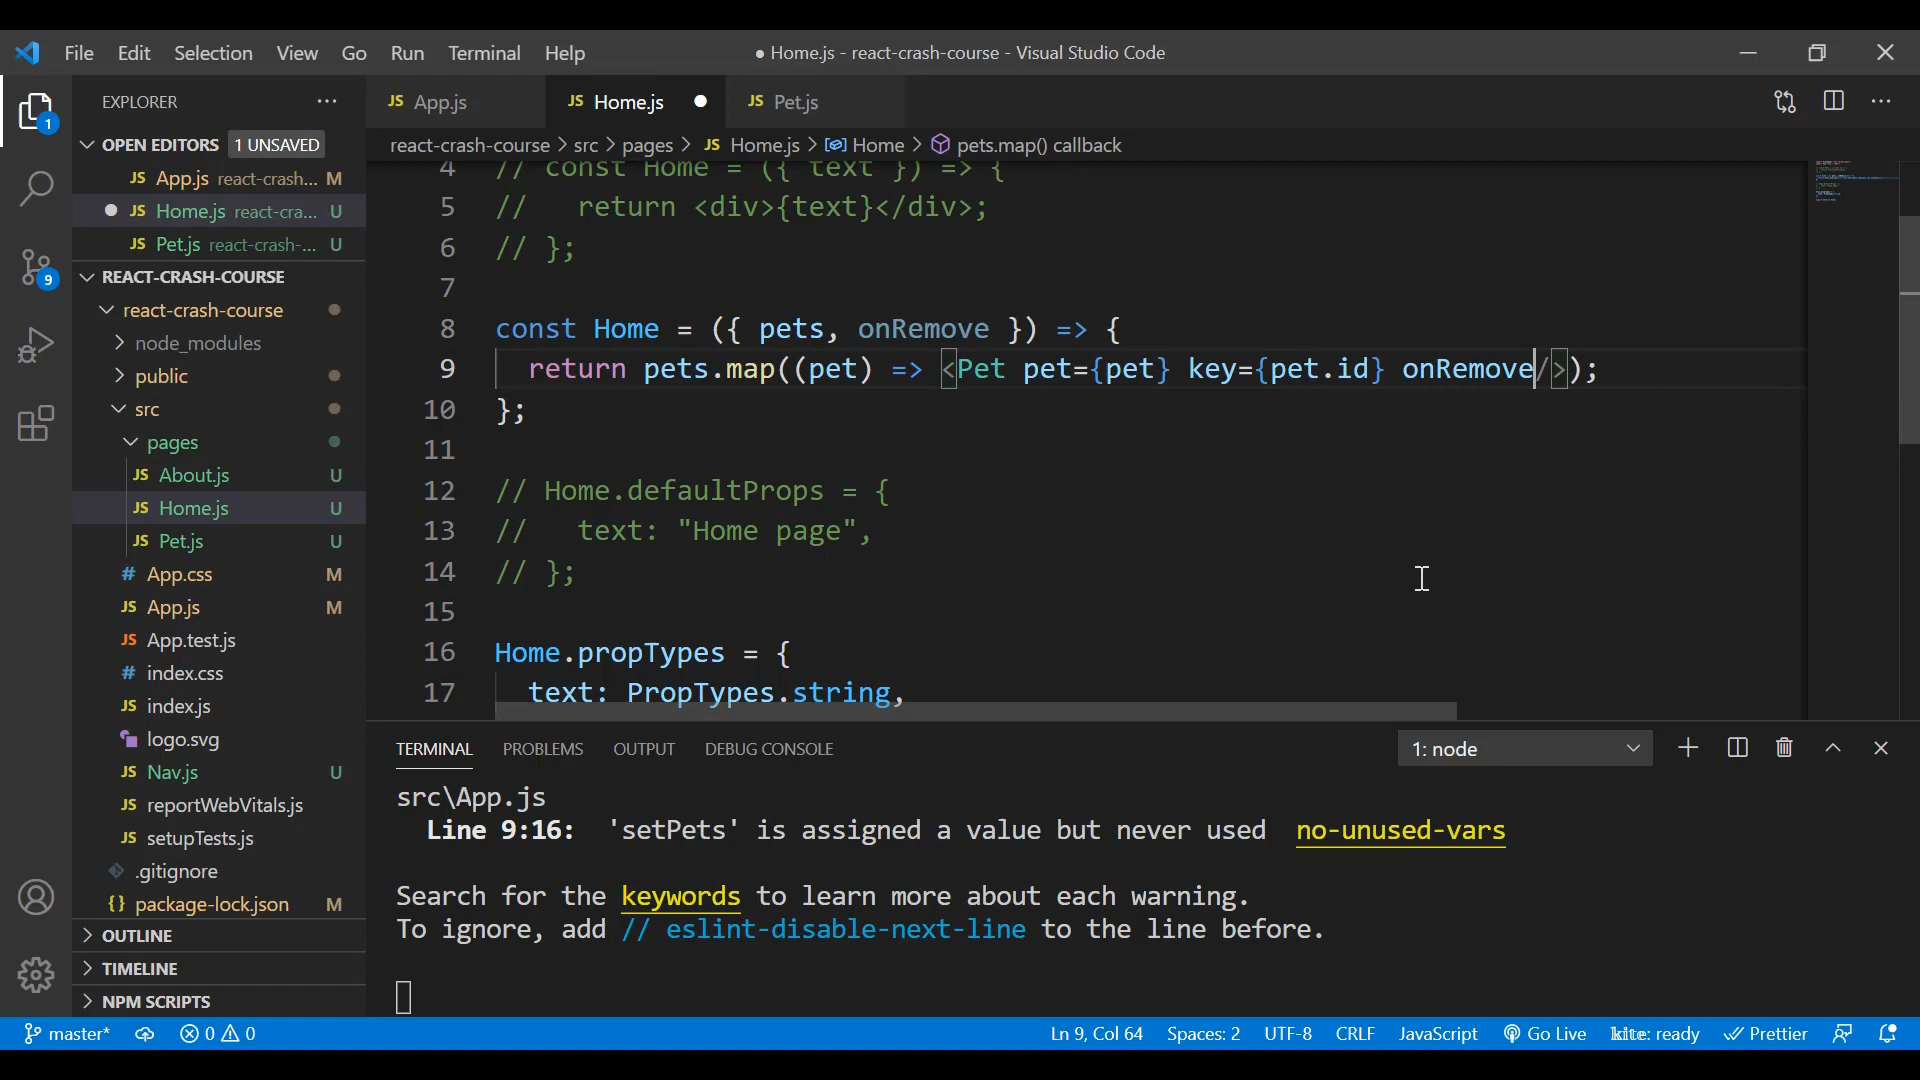 File Edit Selection View Go Run Terminal Help
● Home.js - react-crash-course - Visual Studio Code
EXPLORER
OPEN EDITORS 1 UNSAVED
JS App.js react-crash... M
JS Home.js react-cra... U
JS Pet.js react-crash-... U
REACT-CRASH-COURSE
react-crash-course
node_modules
public
src
pages
JS About.js U
JS Home.js U
JS Pet.js U
# App.css M
JS App.js M
JS App.test.js
# index.css
JS index.js
logo.svg
JS Nav.js U
JS reportWebVitals.js
JS setupTests.js
.gitignore
{} package-lock.json M
OUTLINE
TIMELINE
NPM SCRIPTS
1
9
JS App.js JS Home.js JS Pet.js
react-crash-course > src > pages > JS Home.js > Home > pets.map() callback
4 // const Home = ({ text }) => {
5 //   return <div>{text}</div>;
6 // };
7
8 const Home = ({ pets, onRemove }) => {
9   return pets.map((pet) => <Pet pet={pet} key={pet.id} onRemove/>);
10 };
11
12 // Home.defaultProps = {
13 //   text: "Home page",
14 // };
15
16 Home.propTypes = {
17   text: PropTypes.string,
TERMINAL PROBLEMS OUTPUT DEBUG CONSOLE 1: node
src\App.js
Line 9:16: 'setPets' is assigned a value but never used no-unused-vars
Search for the keywords to learn more about each warning.
To ignore, add // eslint-disable-next-line to the line before.
master* 0 0 Ln 9, Col 64 Spaces: 2 UTF-8 CRLF JavaScript Go Live ready Prettier